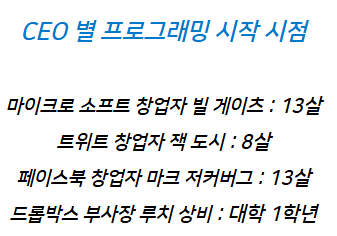 CEO 별 프로그래밍 시작 시점
마이크로 소프트 창업자 빌 게이츠 : 13살
트위트 창업자 잭 도시 : 8살
페이스북 창업자 마크 저커버그 : 13살
드롭박스 부사장 루치 상비 : 대학 1학년